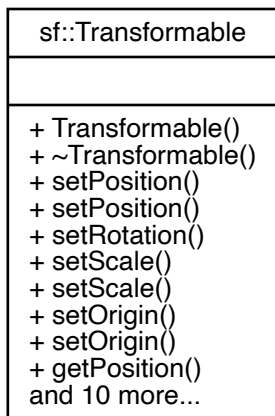 sf::Transformable
+ Transformable()
+ ~Transformable()
+ setPosition()
+ setPosition()
+ setRotation()
+ setScale()
+ setScale()
+ setOrigin()
+ setOrigin()
+ getPosition()
and 10 more...